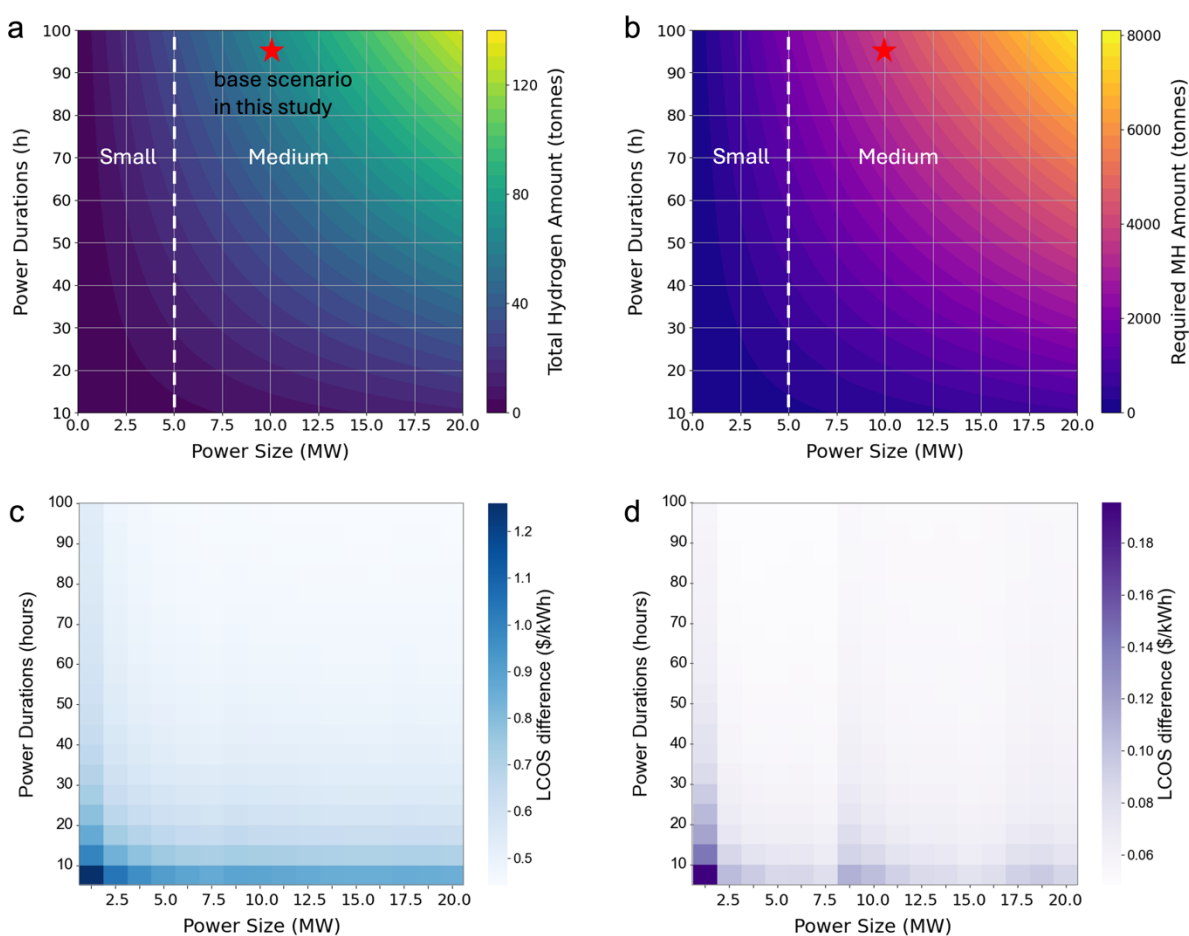 a
100
90
80
70
60
50
40
30
20
10
Power Durations (h)
0.0 2.5 5.0 7.5 10.0 12.5 15.0 17.5 20.0
Power Size (MW)
base scenario
in this study
Small
Medium
120
80
40
0
Total Hydrogen Amount (tonnes)
b
100
90
80
70
60
50
40
30
20
10
Power Durations (h)
0.0 2.5 5.0 7.5 10.0 12.5 15.0 17.5 20.0
Power Size (MW)
Small
Medium
8000
6000
4000
2000
0
Required MH Amount (tonnes)
c
100
90
80
70
60
50
40
30
20
10
Power Durations (hours)
2.5 5.0 7.5 10.0 12.5 15.0 17.5 20.0
Power Size (MW)
1.2
1.1
1.0
0.9
0.8
0.7
0.6
0.5
LCOS difference ($/kWh)
d
100
90
80
70
60
50
40
30
20
10
Power Durations (hours)
2.5 5.0 7.5 10.0 12.5 15.0 17.5 20.0
Power Size (MW)
0.18
0.16
0.14
0.12
0.10
0.08
0.06
LCOS difference ($/kWh)